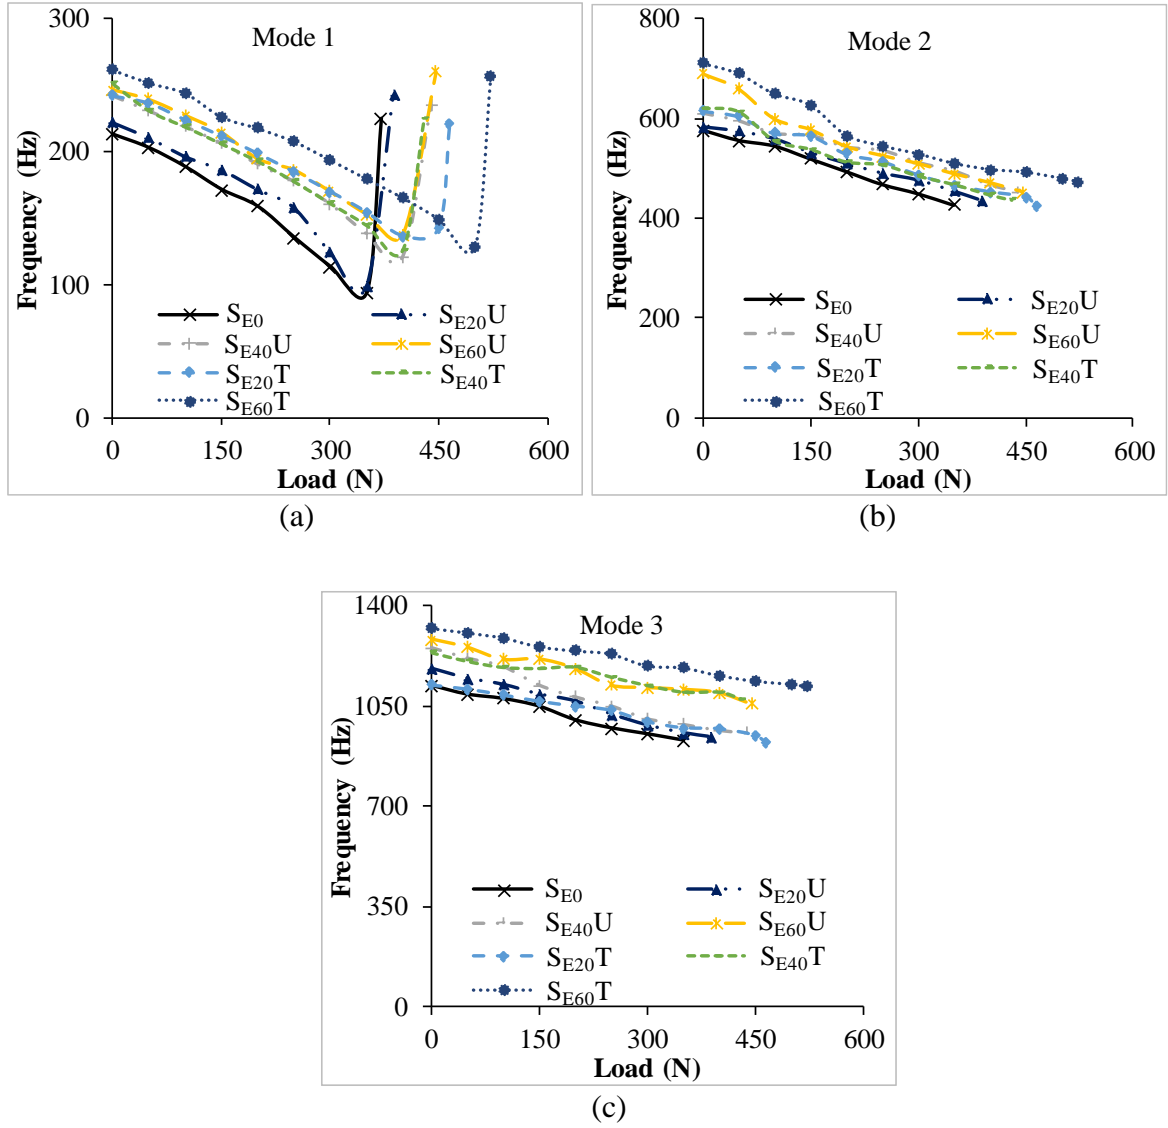 Mode 1
Frequency (Hz)
300
200
100
0
0 150 300 450 600
Load (N)
S_E0 S_E20U
S_E40U S_E60U
S_E20T S_E40T
S_E60T
(a)
Mode 2
Frequency (Hz)
800
600
400
200
0
0 150 300 450 600
Load (N)
S_E0 S_E20U
S_E40U S_E60U
S_E20T S_E40T
S_E60T
(b)
Mode 3
Frequency (Hz)
1400
1050
700
350
0
0 150 300 450 600
Load (N)
S_E0 S_E20U
S_E40U S_E60U
S_E20T S_E40T
S_E60T
(c)